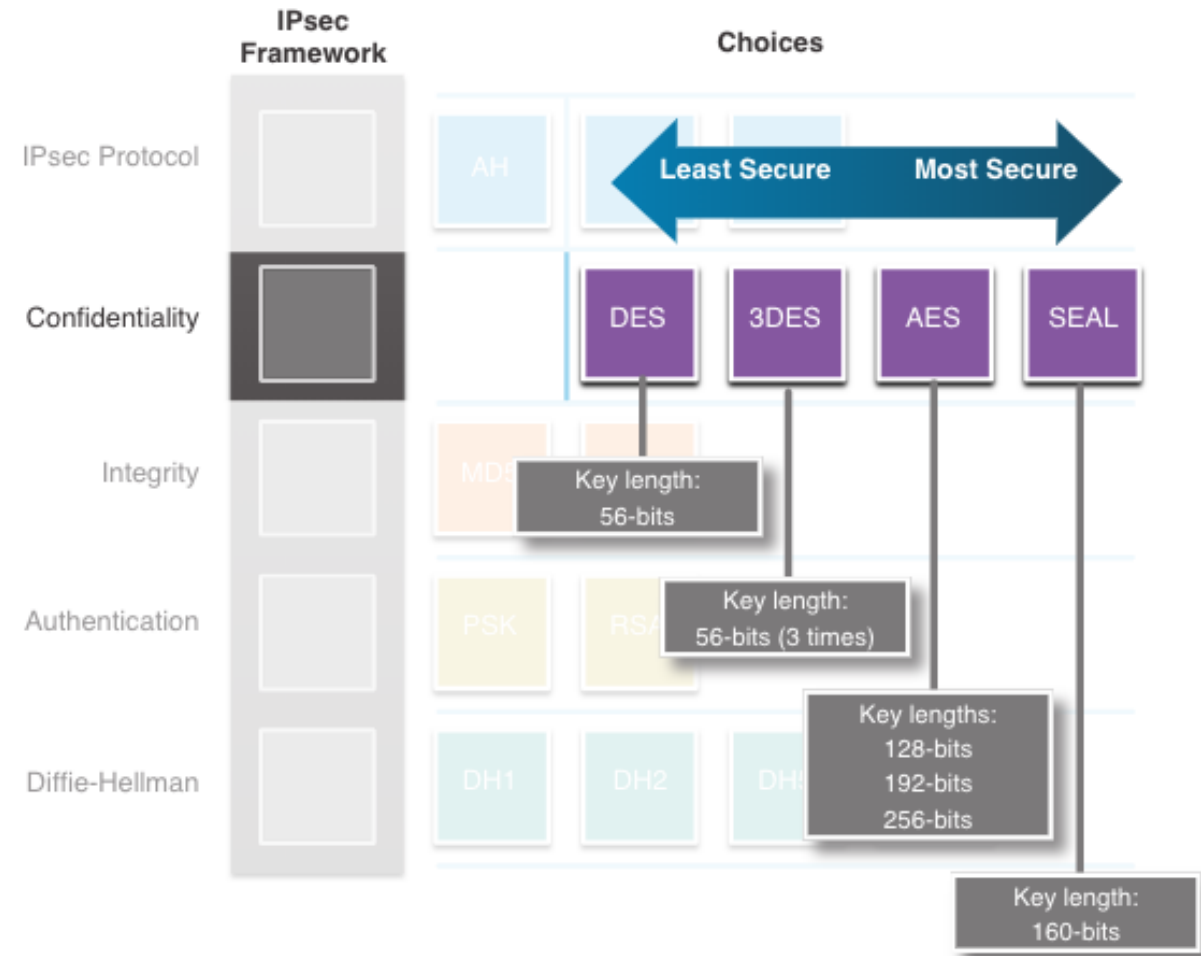 IPsec
Framework
Choices
IPsec Protocol
AH
Least Secure
Most Secure
Confidentiality
DES
3DES
AES
SEAL
Integrity
Key length:
56-bits
Authentication
PSK
Key length:
56-bits (3 times)
Diffie-Hellman
DH1
DH2
Key lengths:
128-bits
192-bits
256-bits
Key length:
160-bits